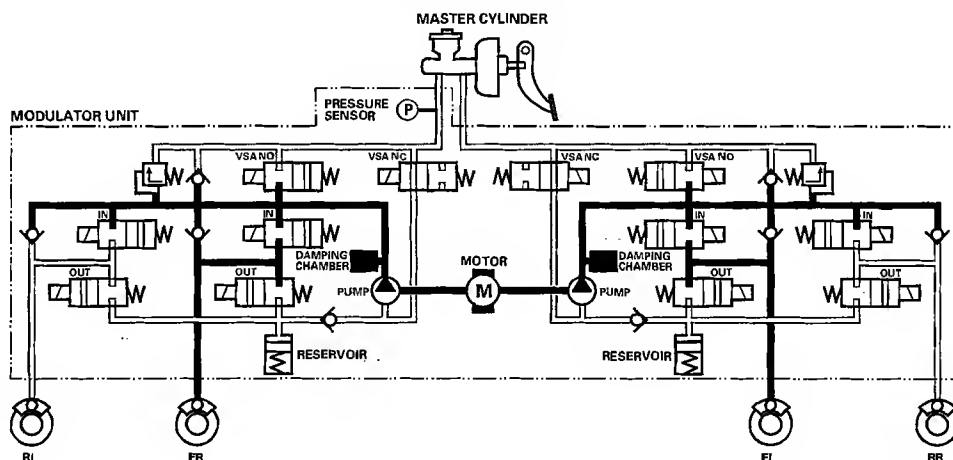 MASTER CYLINDER
PRESSURE
SENSOR
P
MODULATOR UNIT
VSA NO
VSA NC
VSA NC
VSA NO
IN
IN
IN
IN
DAMPING
CHAMBER
MOTOR
M
DAMPING
CHAMBER
OUT
OUT
PUMP
PUMP
OUT
OUT
RESERVOIR
RESERVOIR
FR
RR